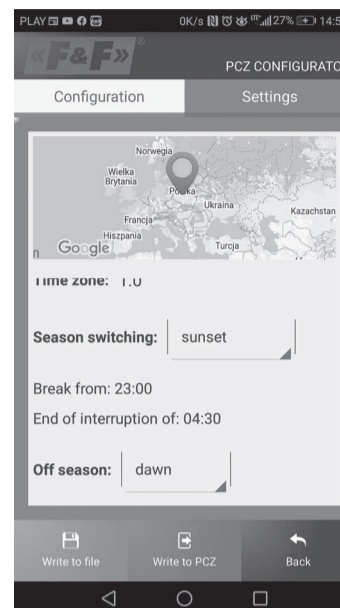 PLAY 0K/s LTE 27% 14:5
«F&F»®
PCZ CONFIGURATO
Configuration Settings
Norwegia
Wielka
Brytania
Polska
Ukraina
Kazachstan
Francja
Hiszpania
Turcja
n Google
Time zone: 1.0
Season switching: sunset
Break from: 23:00
End of interruption of: 04:30
Off season: dawn
Write to file Write to PCZ Back